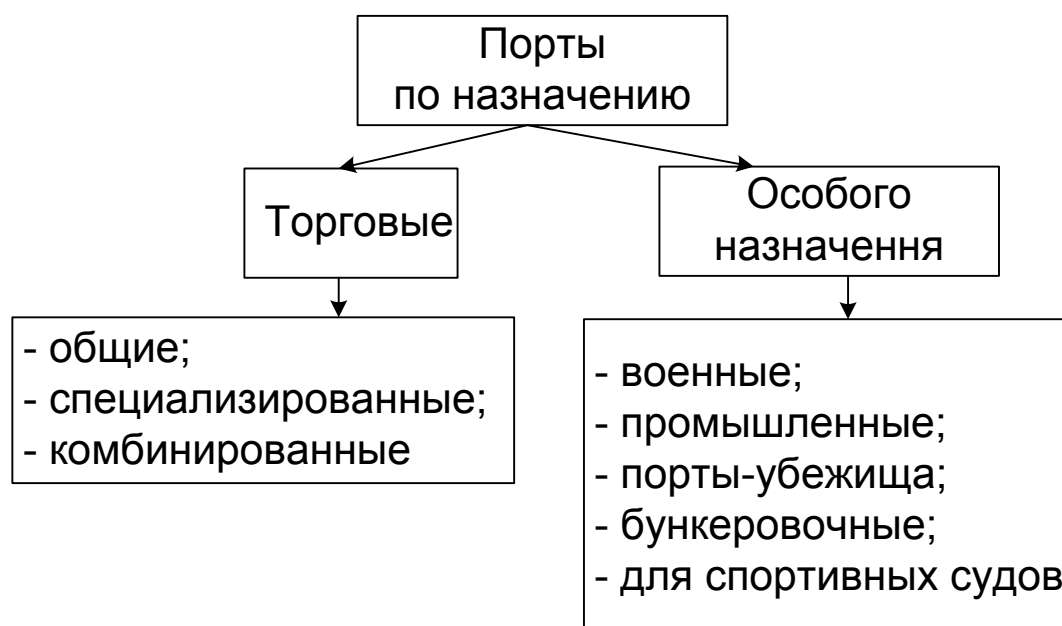 Порты
по назначению
Торговые
Особого
назначення
- общие;
- специализированные;
- комбинированные
- военные;
- промышленные;
- порты-убежища;
- бункеровочные;
- для спортивных судов